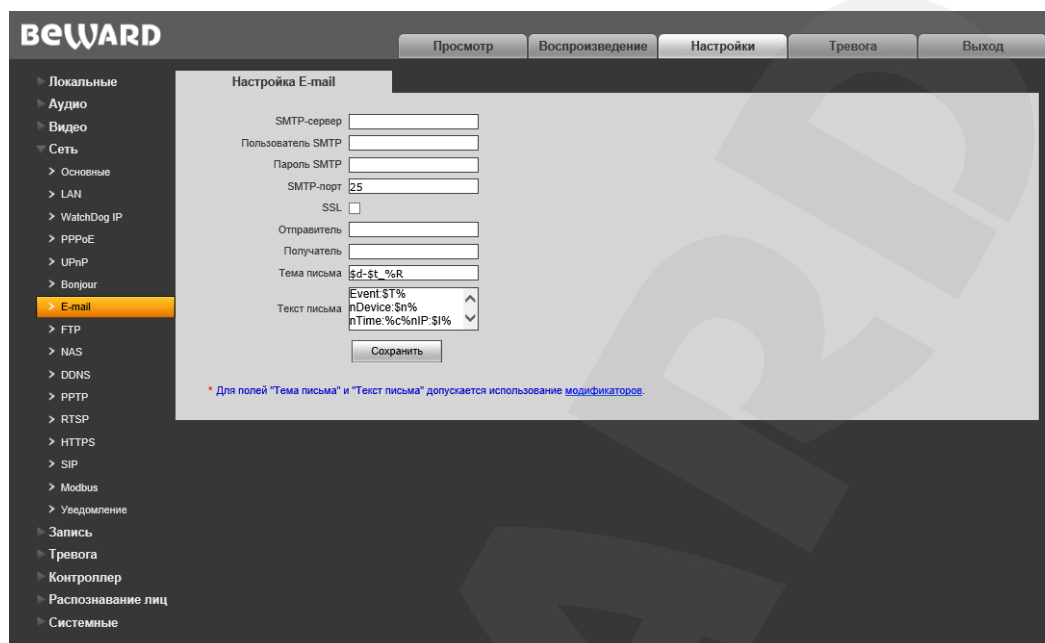 BEWARD
Просмотр
Воспроизведение
Настройки
Тревога
Выход
Локальные
Аудио
Видео
Сеть
> Основные
> LAN
> WatchDog IP
> PPPoE
> UPnP
> Bonjour
> E-mail
> FTP
> NAS
> DDNS
> PPTP
> RTSP
> HTTPS
> SIP
> Modbus
> Уведомление
Запись
Тревога
Контроллер
Распознавание лиц
Системные
Настройка E-mail
SMTP-сервер
Пользователь SMTP
Пароль SMTP
SMTP-порт 25
SSL
Отправитель
Получатель
Тема письма $d-$t_%R
Текст письма
Event:$T%
nDevice:$n%
nTime:%c%nIP:$I%
Сохранить
* Для полей "Тема письма" и "Текст письма" допускается использование модификаторов.